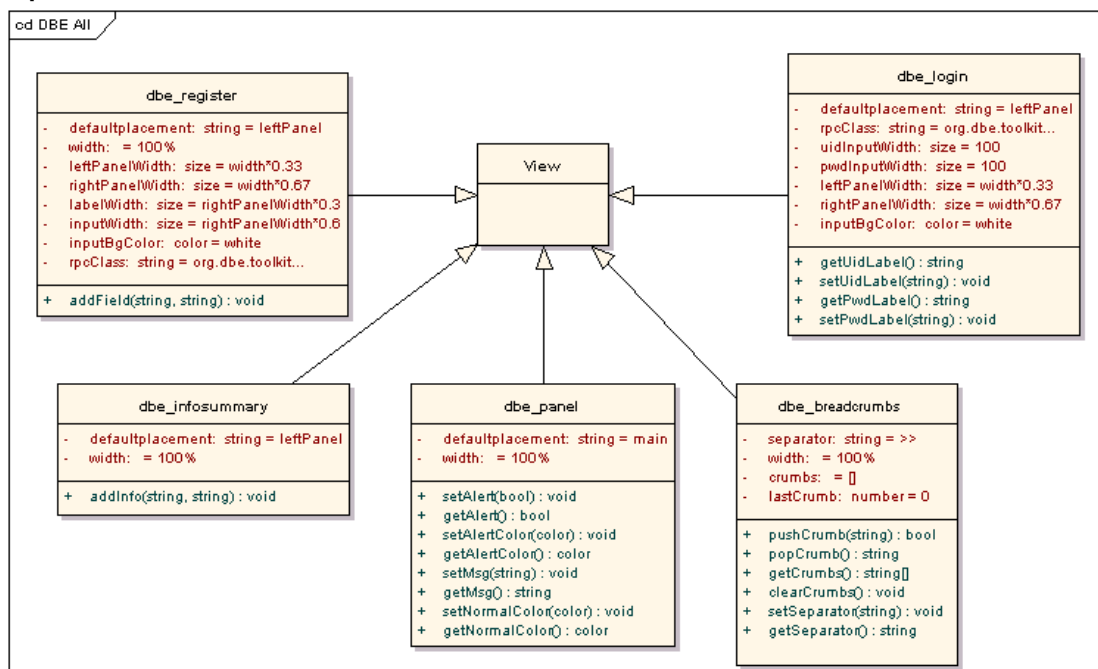 cd DBE All
dbe_register
- defaultplacement: string = leftPanel
- width: = 100%
- leftPanelWidth: size = width*0.33
- rightPanelWidth: size = width*0.67
- labelWidth: size = rightPanelWidth*0.3
- inputWidth: size = rightPanelWidth*0.6
- inputBgColor: color = white
- rpcClass: string = org.dbe.toolkit...
+ addField(string, string) : void
View
dbe_login
- defaultplacement: string = leftPanel
- rpcClass: string = org.dbe.toolkit...
- uidInputWidth: size = 100
- pwdInputWidth: size = 100
- leftPanelWidth: size = width*0.33
- rightPanelWidth: size = width*0.67
- inputBgColor: color = white
+ getUidLabel() : string
+ setUidLabel(string) : void
+ getPwdLabel() : string
+ setPwdLabel(string) : void
dbe_infosummary
- defaultplacement: string = leftPanel
- width: = 100%
+ addInfo(string, string) : void
dbe_panel
- defaultplacement: string = main
- width: = 100%
+ setAlert(bool) : void
+ getAlert() : bool
+ setAlertColor(color) : void
+ getAlertColor() : color
+ setMsg(string) : void
+ getMsg() : string
+ setNormalColor(color) : void
+ getNormalColor() : color
dbe_breadcrumbs
- separator: string = >>
- width: = 100%
- crumbs: = []
- lastCrumb: number = 0
+ pushCrumb(string) : bool
+ popCrumb() : string
+ getCrumbs() : string[]
+ clearCrumbs() : void
+ setSeparator(string) : void
+ getSeparator() : string